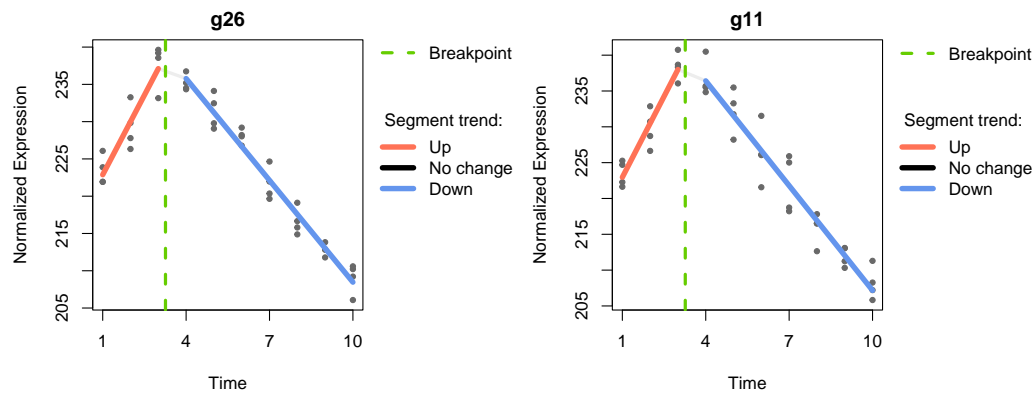 g26
Normalized Expression
205
215
225
235
1
4
7
10
Time
Breakpoint
Segment trend:
Up
No change
Down
g11
Normalized Expression
205
215
225
235
1
4
7
10
Time
Breakpoint
Segment trend:
Up
No change
Down